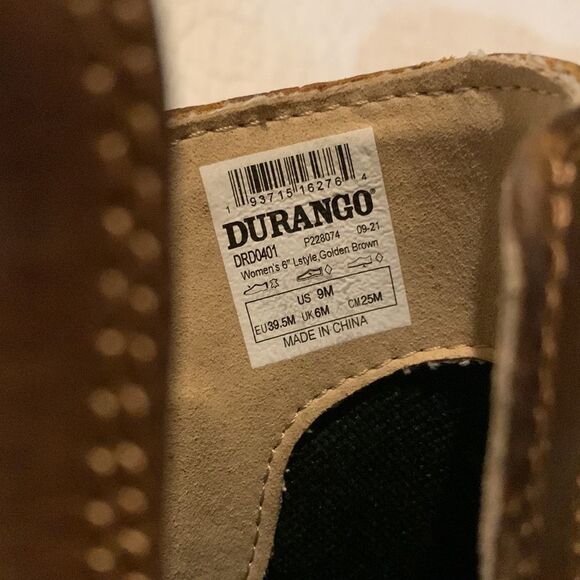 1 93715 16276 4
DURANGO®
DRD0401 P228074 09-21
Women's 6" Lstyle,Golden Brown
US 9M
EU39.5M UK6M CM25M
MADE IN CHINA